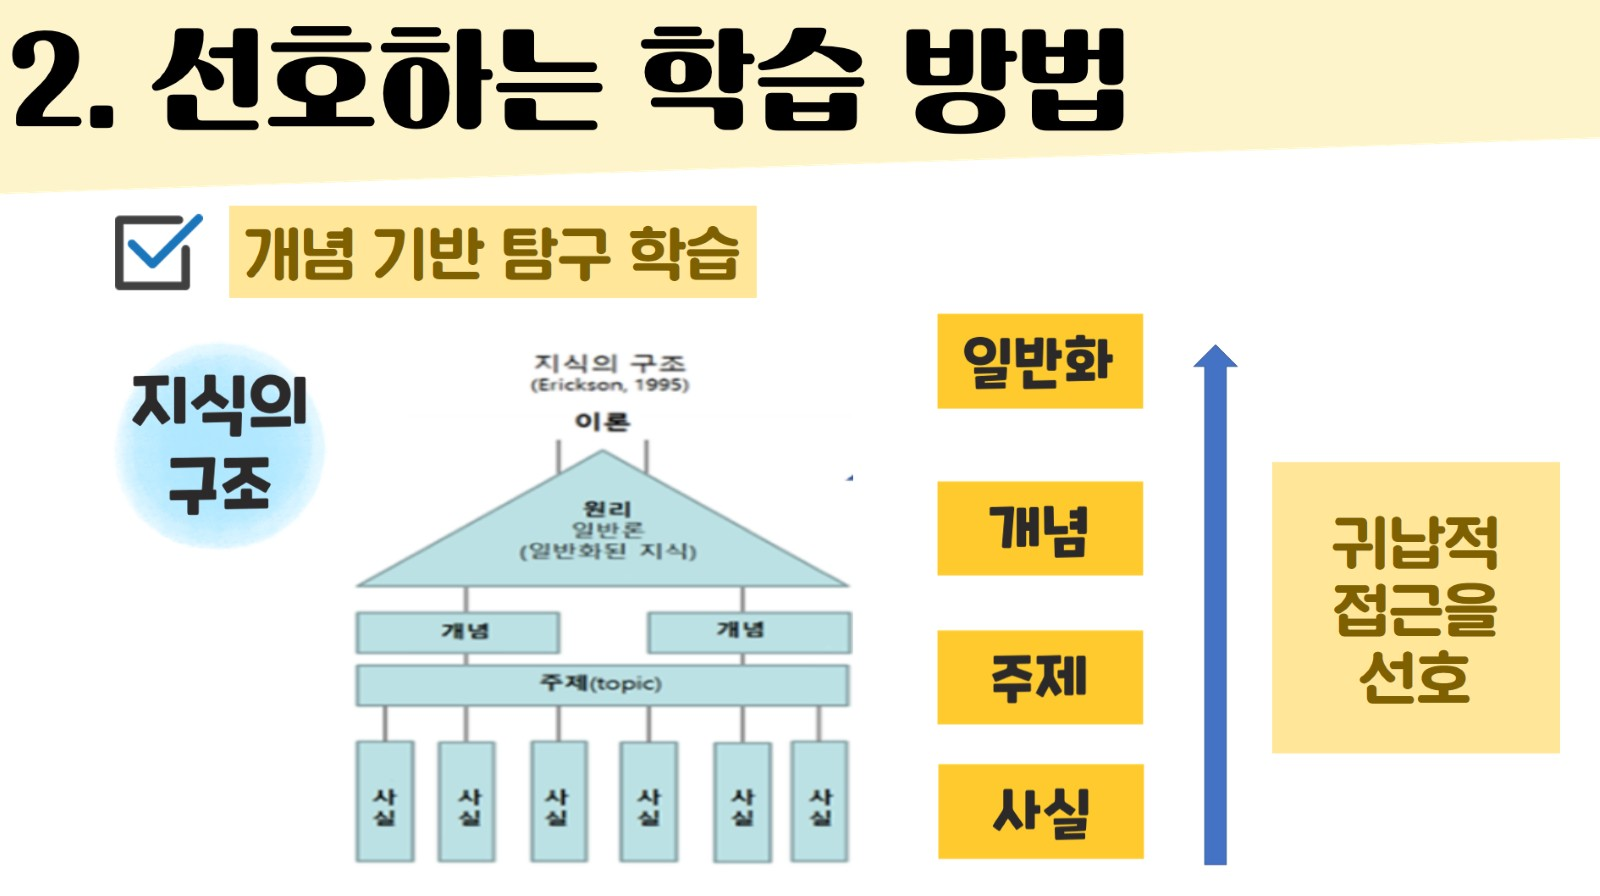 2. 선호하는 학습 방법
개념 기반 탐구 학습
지식의
구조
지식의 구조
(Erickson, 1995)
이론
원리
일반론
(일반화된 지식)
개념
개념
주제(topic)
사실
사실
사실
사실
사실
사실
일반화
개념
주제
사실
귀납적
접근을
선호